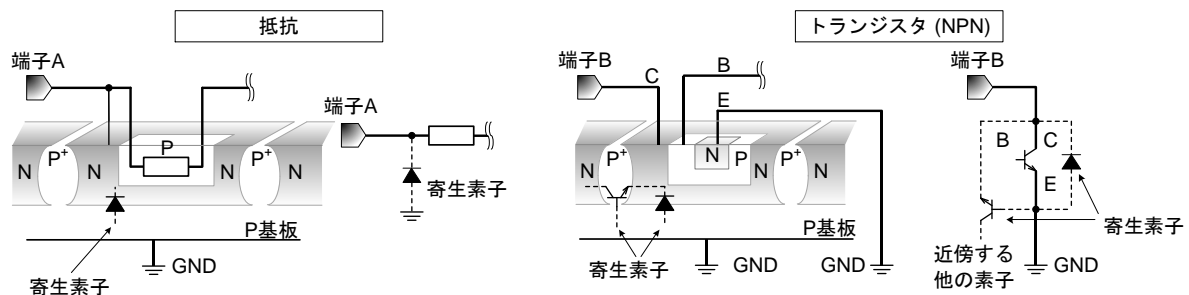 抵抗
端子A
N
P+
N
P
N
P+
N
P基板
GND
寄生素子
端子A
寄生素子
トランジスタ (NPN)
端子B
C
B
E
N
P+
N
N
P
N
P+
N
P基板
寄生素子
GND
GND
端子B
B
C
E
寄生素子
近傍する
他の素子
GND